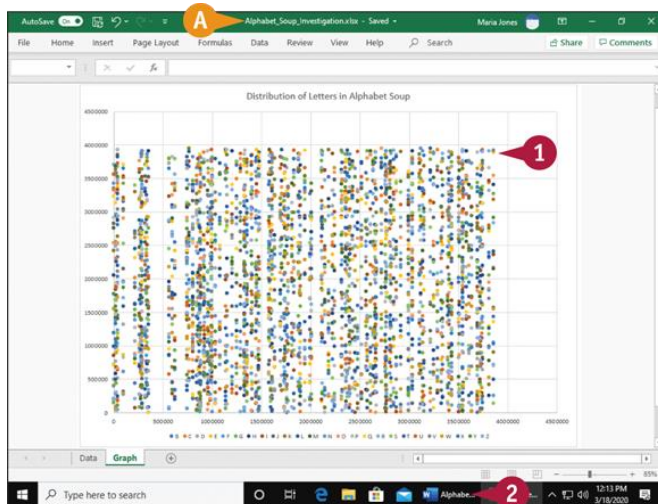 A
AutoSave On Alphabet_Soup_Investigation.xlsx - Saved Maria Jones
File Home Insert Page Layout Formulas Data Review View Help Search Share Comments
fx
Distribution of Letters in Alphabet Soup
4500000
4000000
1
3500000
3000000
2500000
2000000
1500000
1000000
500000
0
0 500000 1000000 1500000 2000000 2500000 3000000 3500000 4000000 4500000
Data Graph
85%
Type here to search Alphabe... 2 12:13 PM
3/18/2020